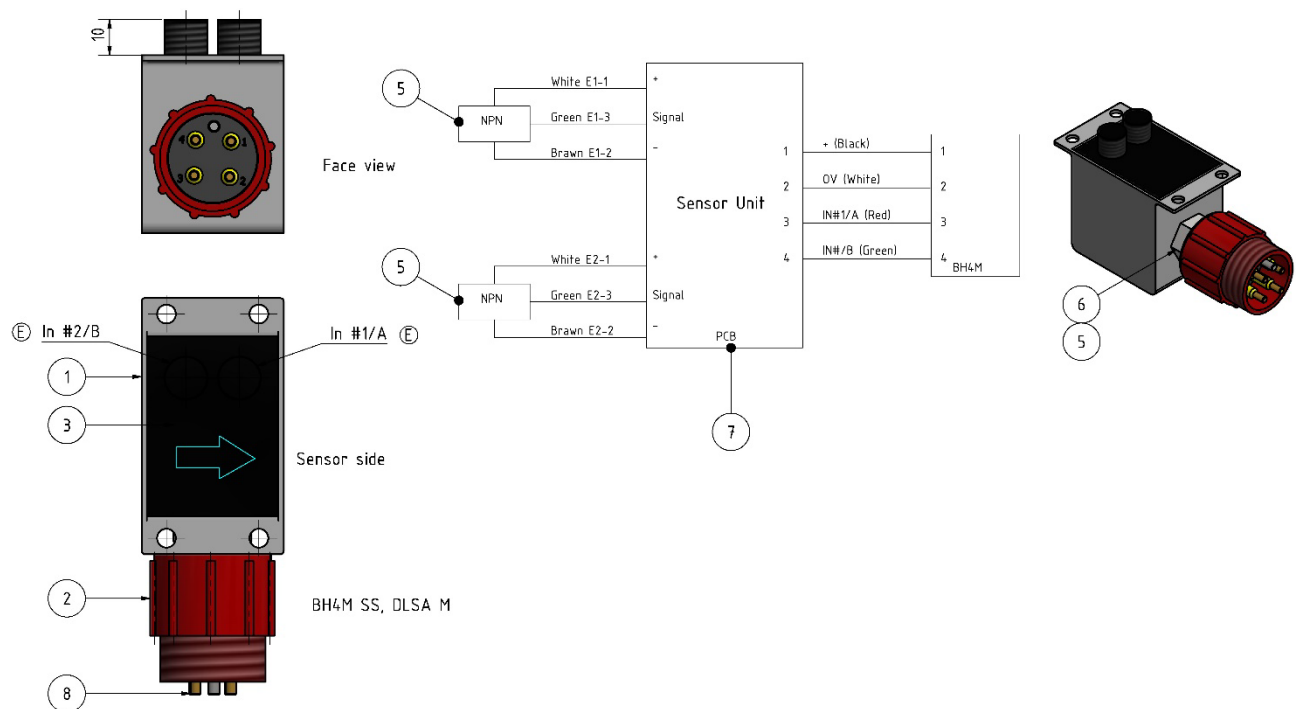 10
4
1
3
2
Face view
5
NPN
White E1-1
Green E1-3
Brawn E1-2
+
Signal
-
5
NPN
White E2-1
Green E2-3
Brawn E2-2
+
Signal
-
Sensor Unit
PCB
7
1
2
3
4
+ (Black)
0V (White)
IN#1/A (Red)
IN#/B (Green)
1
2
3
4
BH4M
6
5
E In #2/B
In #1/A E
1
3
Sensor side
2
BH4M SS, DLSA M
8